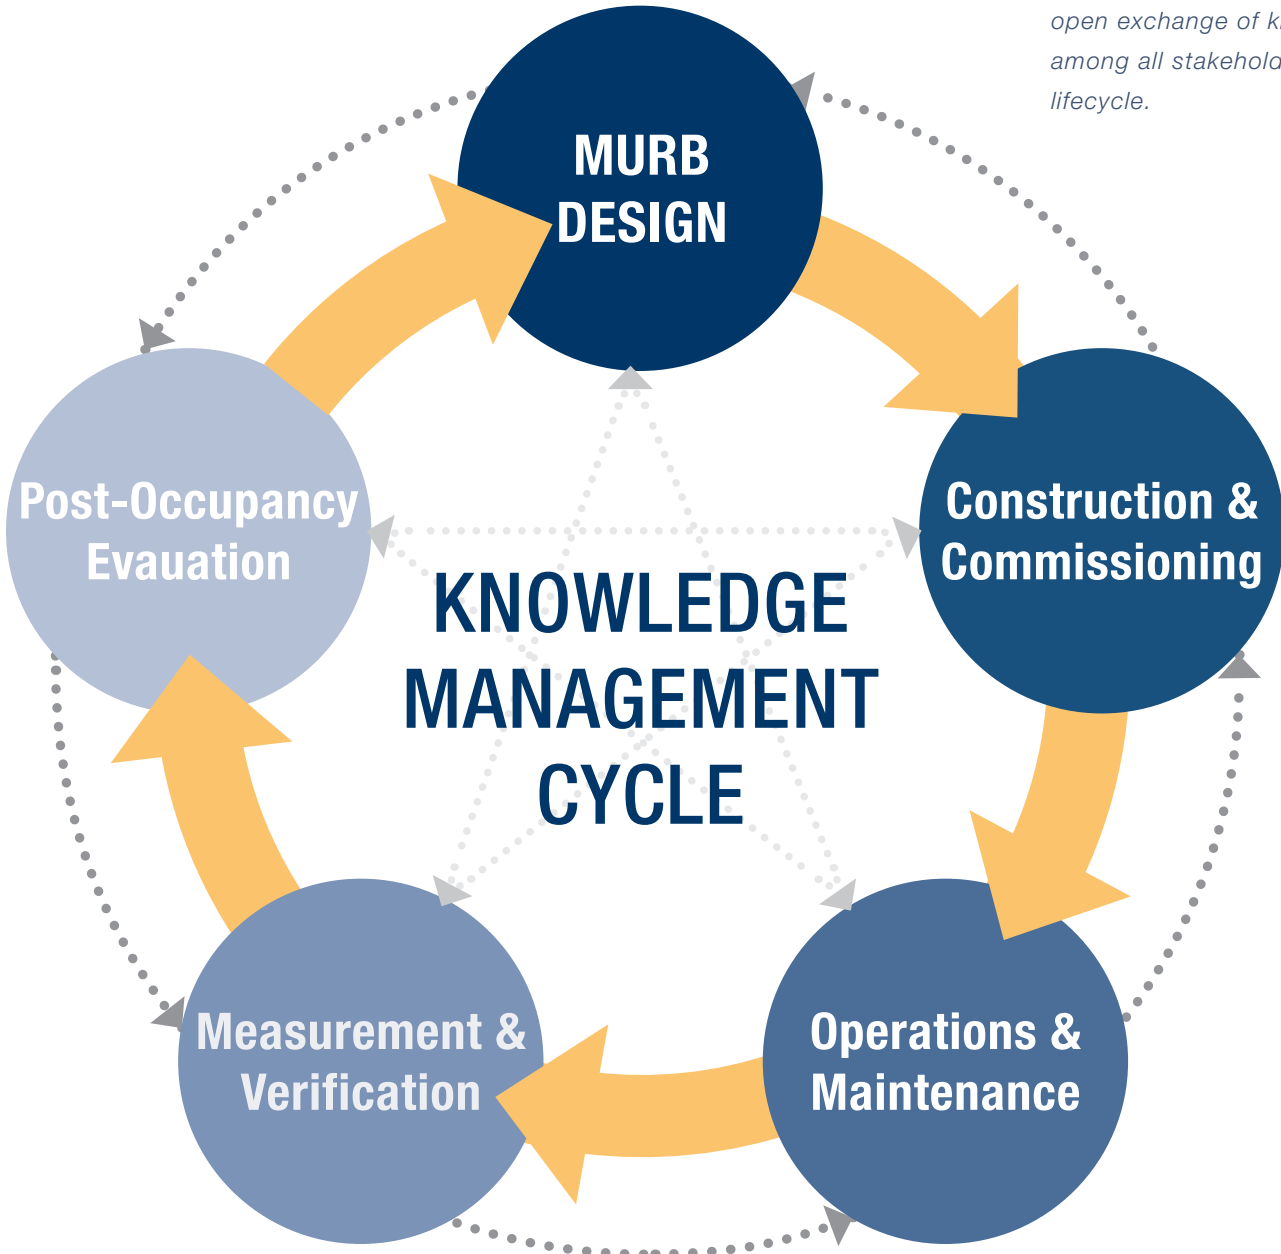 open exchange of
among all
lifecycle.
MURB
DESIGN
Construction &
Commissioning
Operations &
Maintenance
Measurement &
Verification
Post-Occupancy
Evauation
KNOWLEDGE
MANAGEMENT
CYCLE